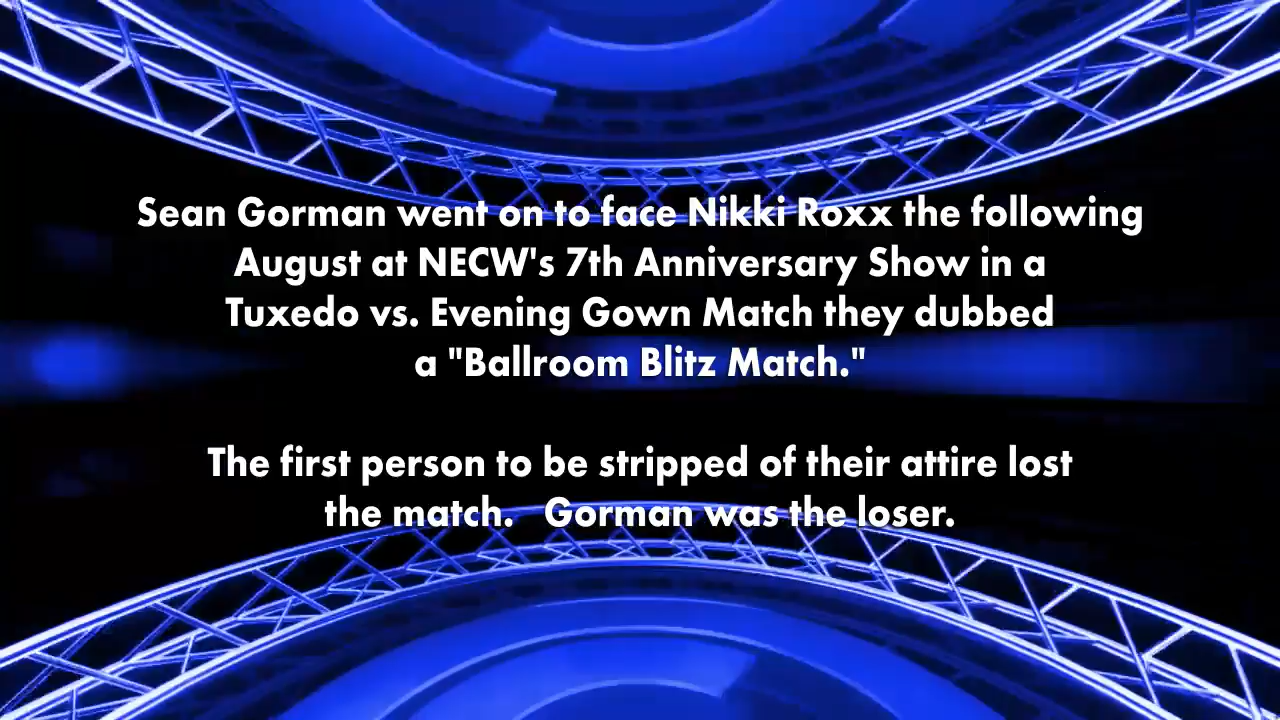 Sean Gorman went on to face Nikki Roxx the following
August at NECW's 7th Anniversary Show in a
Tuxedo vs. Evening Gown Match they dubbed
a "Ballroom Blitz Match."
The first person to be stripped of their attire lost
the match.   Gorman was the loser.